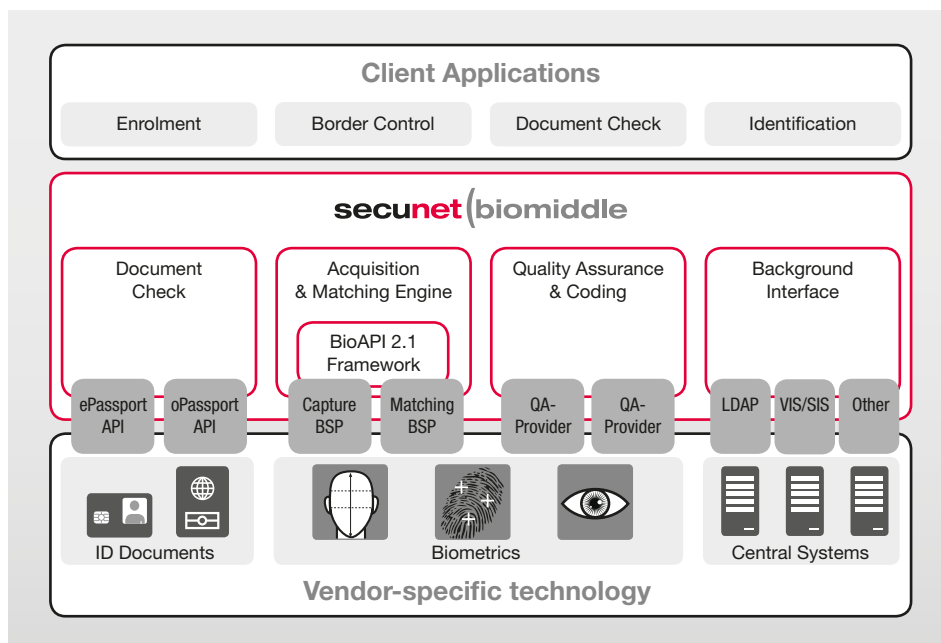 Client Applications
Enrolment
Border Control
Document Check
Identification
secunet(biomiddle
Document
Check
Acquisition
& Matching Engine
BioAPI 2.1
Framework
Quality Assurance
& Coding
Background
Interface
ePassport
API
oPassport
API
Capture
BSP
Matching
BSP
QA-
Provider
QA-
Provider
LDAP
VIS/SIS
Other
ID Documents
Biometrics
Central Systems
Vendor-specific technology